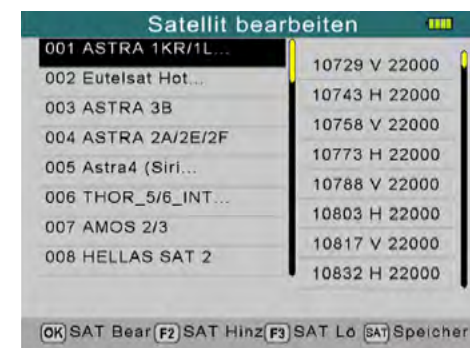 Satellit bearbeiten
001 ASTRA 1KR/1L...
002 Eutelsat Hot...
003 ASTRA 3B
004 ASTRA 2A/2E/2F
005 Astra4 (Siri...
006 THOR_5/6_INT...
007 AMOS 2/3
008 HELLAS SAT 2
10729 V 22000
10743 H 22000
10758 V 22000
10773 H 22000
10788 V 22000
10803 H 22000
10817 V 22000
10832 H 22000
OK SAT Bear F2 SAT Hinz F3 SAT Lö SAT Speicher